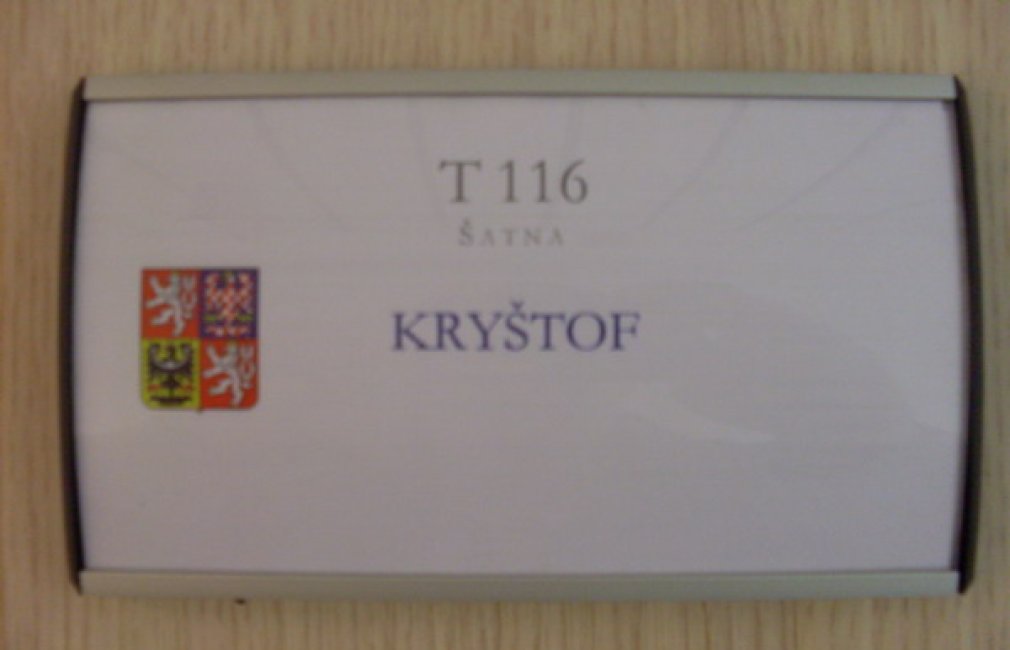 T 116
ŠATNA
KRYŠTOF